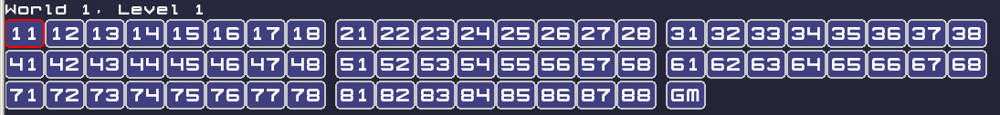 World 1, Level 1
11 12 13 14 15 16 17 18 21 22 23 24 25 26 27 28 31 32 33 34 35 36 37 38
41 42 43 44 45 46 47 48 51 52 53 54 55 56 57 58 61 62 63 64 65 66 67 68
71 72 73 74 75 76 77 78 81 82 83 84 85 86 87 88 GM